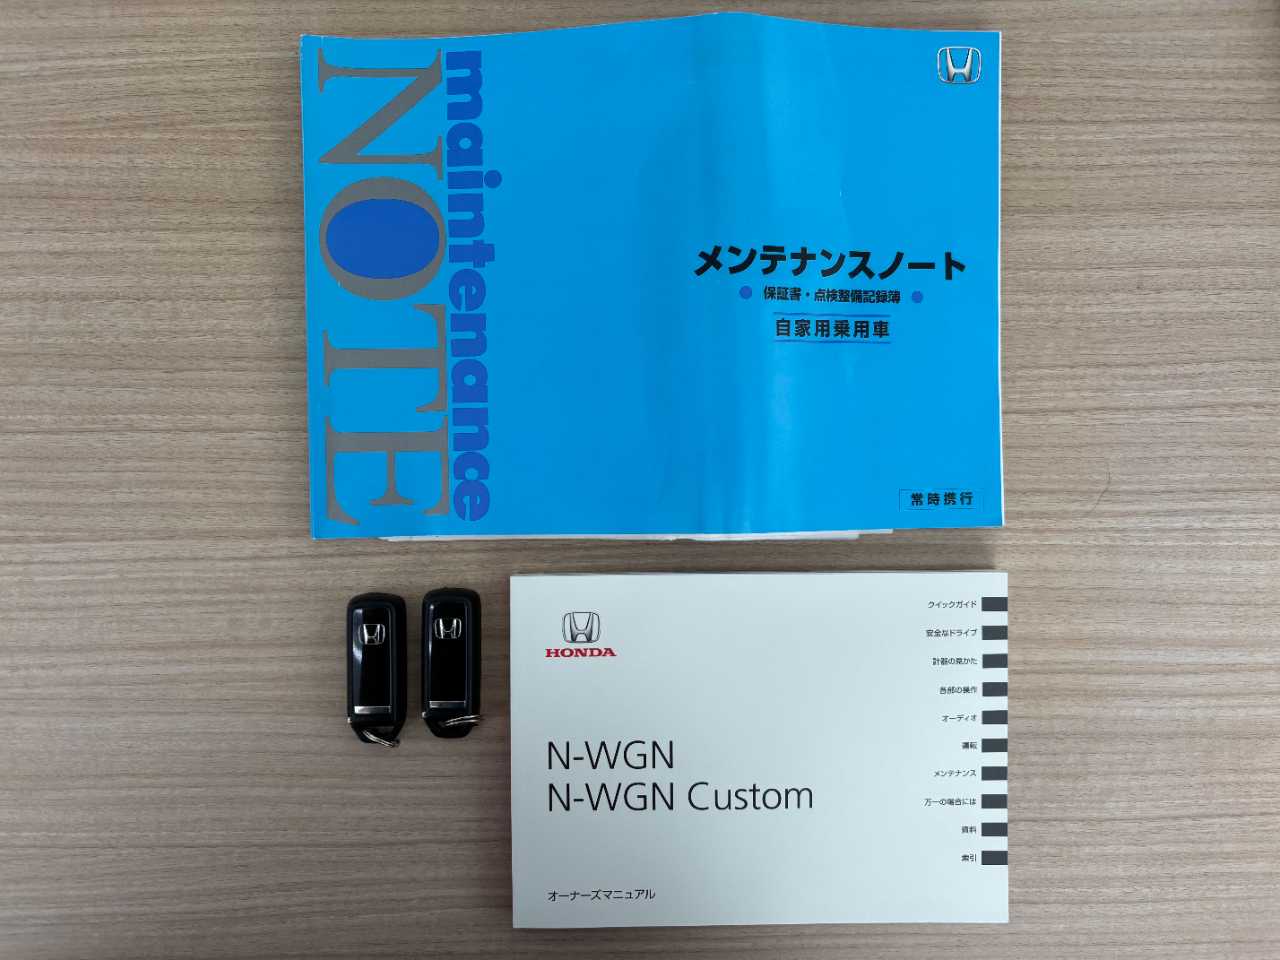 maintenance
NOTE
メンテナンスノート
● 保証書・点検整備記録簿 ●
自家用乗用車
常時携行
HONDA
N-WGN
N-WGN Custom
オーナーズマニュアル
クイックガイド
安全なドライブ
計器の見かた
各部の操作
オーディオ
運転
メンテナンス
万一の場合には
資料
索引